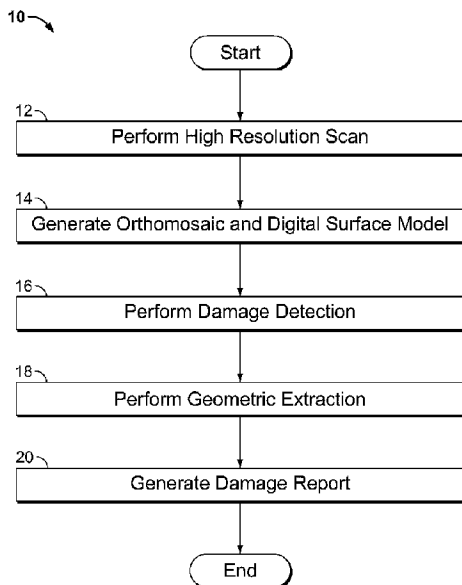 10
Start
12
Perform High Resolution Scan
14
Generate Orthomosaic and Digital Surface Model
16
Perform Damage Detection
18
Perform Geometric Extraction
20
Generate Damage Report
End